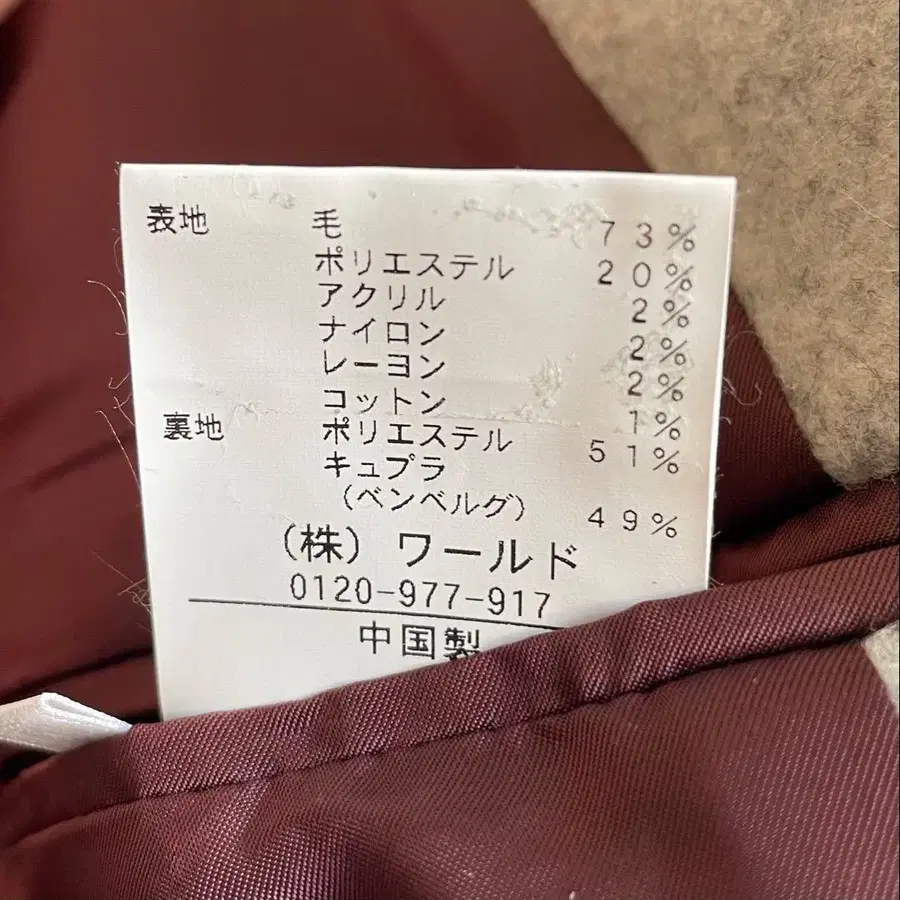 表地 毛 73%
ポリエステル 20%
アクリル 2%
ナイロン 2%
レーヨン 2%
コットン 1%
裏地 ポリエステル 51%
キュプラ
(ベンベルグ) 49%
(株) ワールド
0120-977-917
中国製